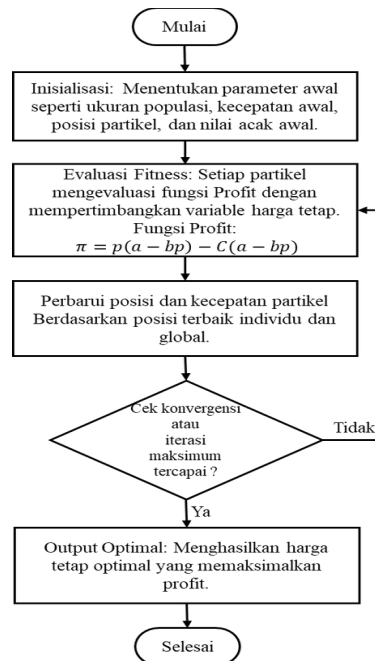 Mulai
Inisialisasi: Menentukan parameter awal
seperti ukuran populasi, kecepatan awal,
posisi partikel, dan nilai acak awal.
Evaluasi Fitness: Setiap partikel
mengevaluasi fungsi Profit dengan
mempertimbangkan variable harga tetap.
Fungsi Profit:
π = p(a − bp) − C(a − bp)
Perbarui posisi dan kecepatan partikel
Berdasarkan posisi terbaik individu dan
global.
Cek konvergensi
atau
iterasi
maksimum
tercapai ?
Tidak
Ya
Output Optimal: Menghasilkan harga
tetap optimal yang memaksimalkan
profit.
Selesai